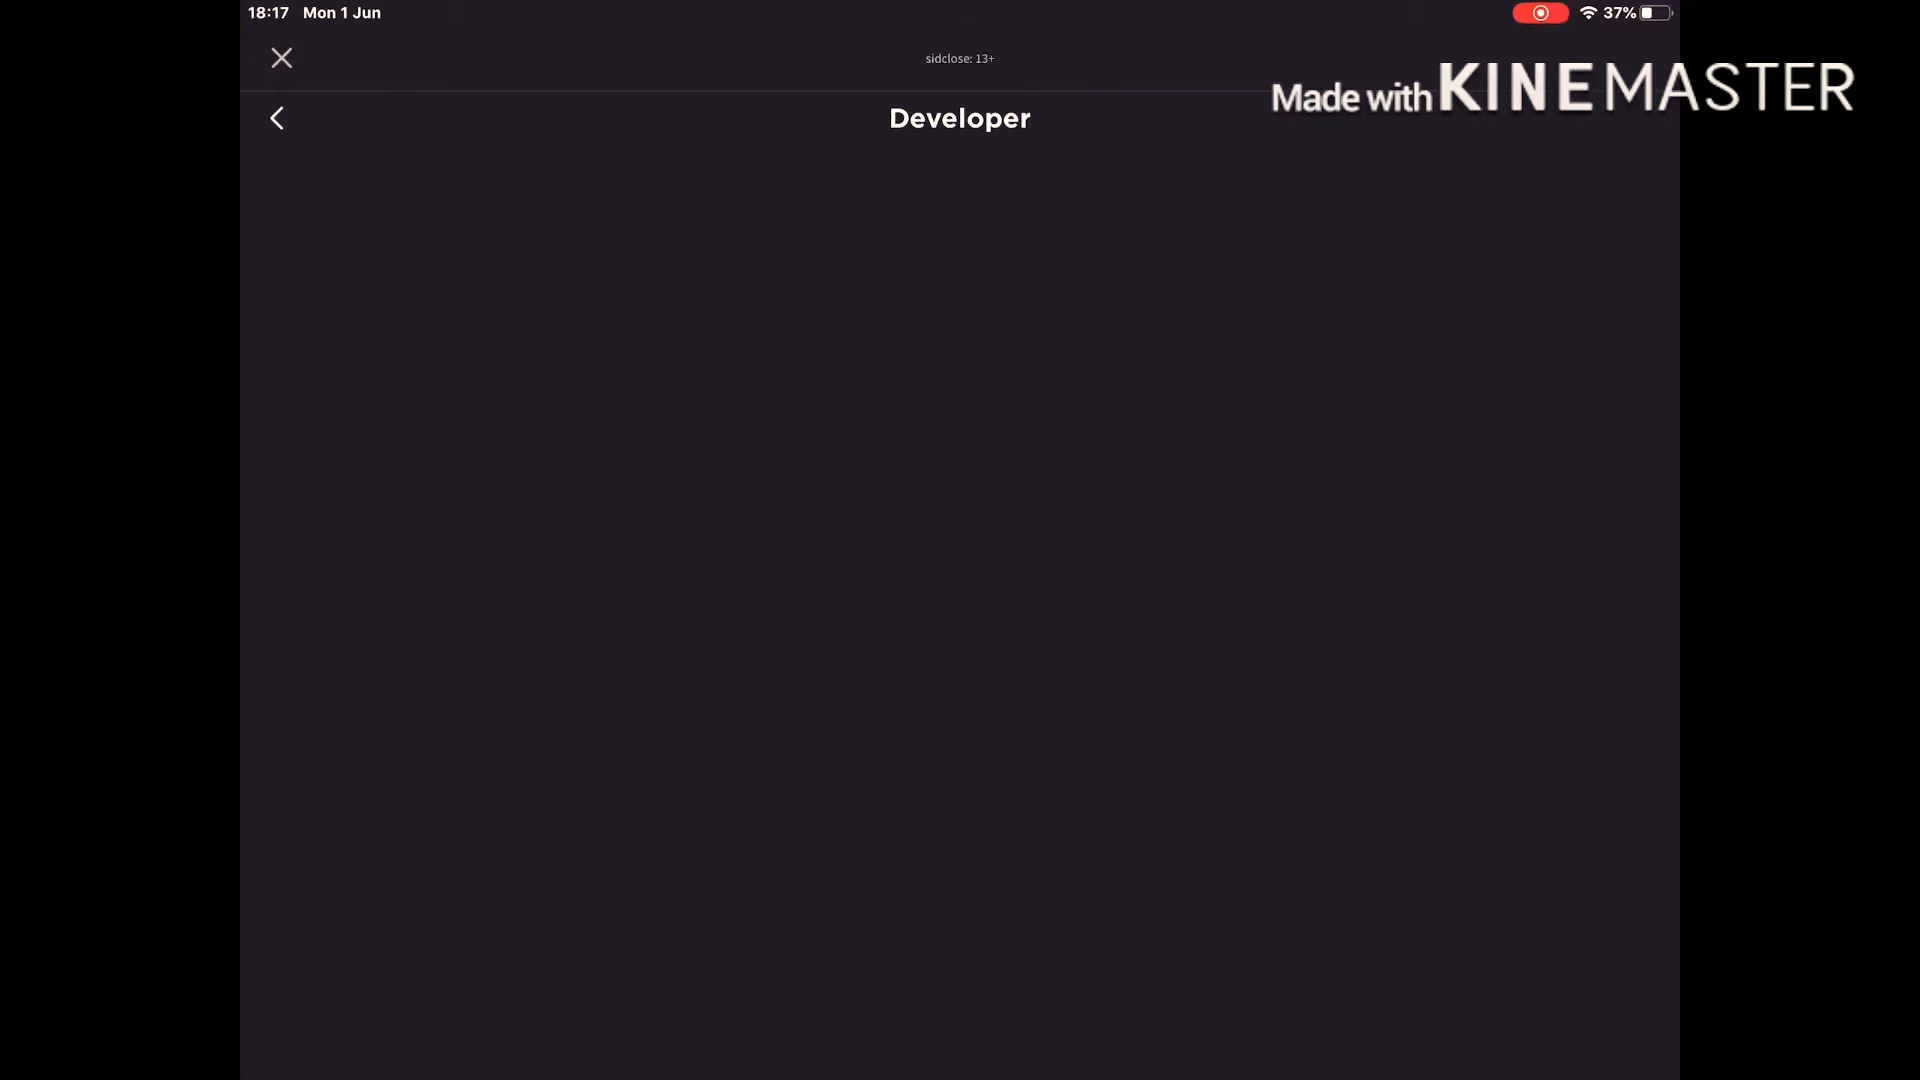 18:17 Mon 1 Jun 37%
sidclose: 13+
Made with KINEMASTER
Developer